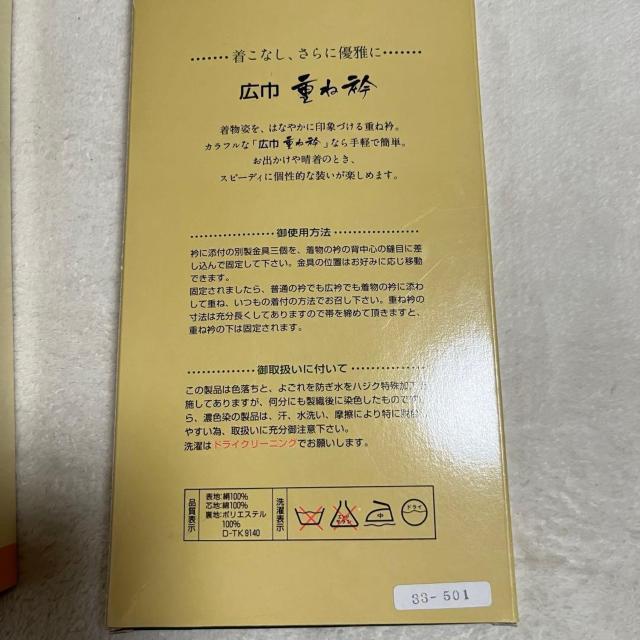 着こなし、さらに優雅に
広巾 重ね衿
着物姿を、はなやかに印象づける重ね衿。
カラフルな「広巾 重ね衿」なら手軽で簡単。
お出かけや晴着のとき、
スピーディに個性的な装いが楽しめます。
御使用方法
衿に添付の別製金具三個を、着物の衿の背中心の縫目に差
し込んで固定して下さい。金具の位置はお好みに応じ移動
できます。
固定されましたら、普通の衿でも広衿でも着物の衿に添わ
して重ね、いつもの着付の方法でお召し下さい。重ね衿の
寸法は充分長くしてありますので帯を締めて頂きますと、
重ね衿の下は固定されます。
御取扱いに付いて
この製品は色落ちと、よごれを防ぎ水をハジク特殊加工
施してありますが、何分にも製織後に染色したものですか
ら、濃色染の製品は、汗、水洗い、摩擦により特に脱色し
やすい為、取扱いに充分御注意下さい。
洗濯はドライクリーニングでお願いします。
品質表示
表地:絹100%
芯地:綿100%
裏地:ポリエステル
100%
D-TK9140
洗濯表示
中
ドライ
33-501